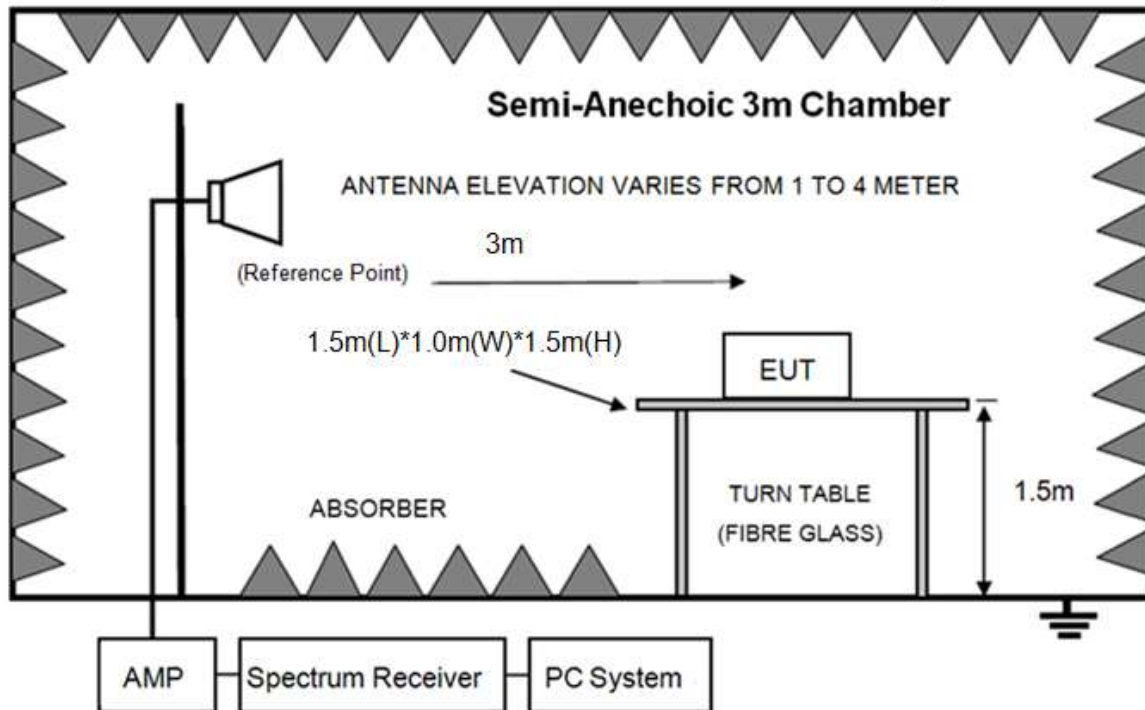 Semi-Anechoic 3m Chamber
ANTENNA ELEVATION VARIES FROM 1 TO 4 METER
3m
(Reference Point)
1.5m(L)*1.0m(W)*1.5m(H)
EUT
ABSORBER
TURN TABLE
(FIBRE GLASS)
1.5m
AMP
Spectrum Receiver
PC System